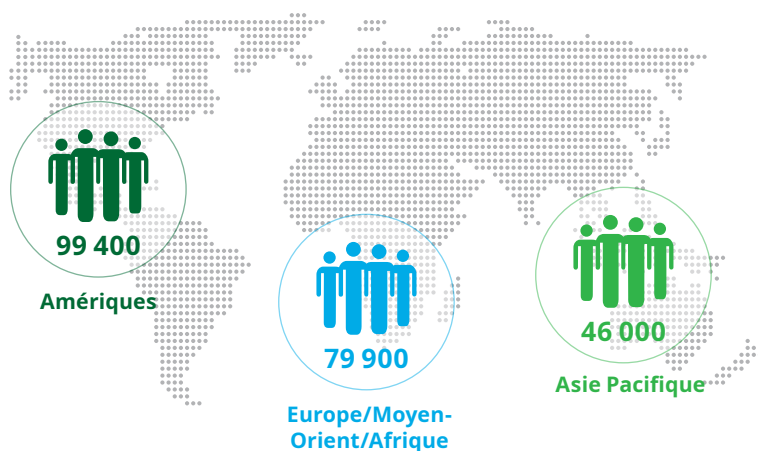 99 400
Amériques
79 900
Europe/Moyen-
Orient/Afrique
46 000
Asie Pacifique